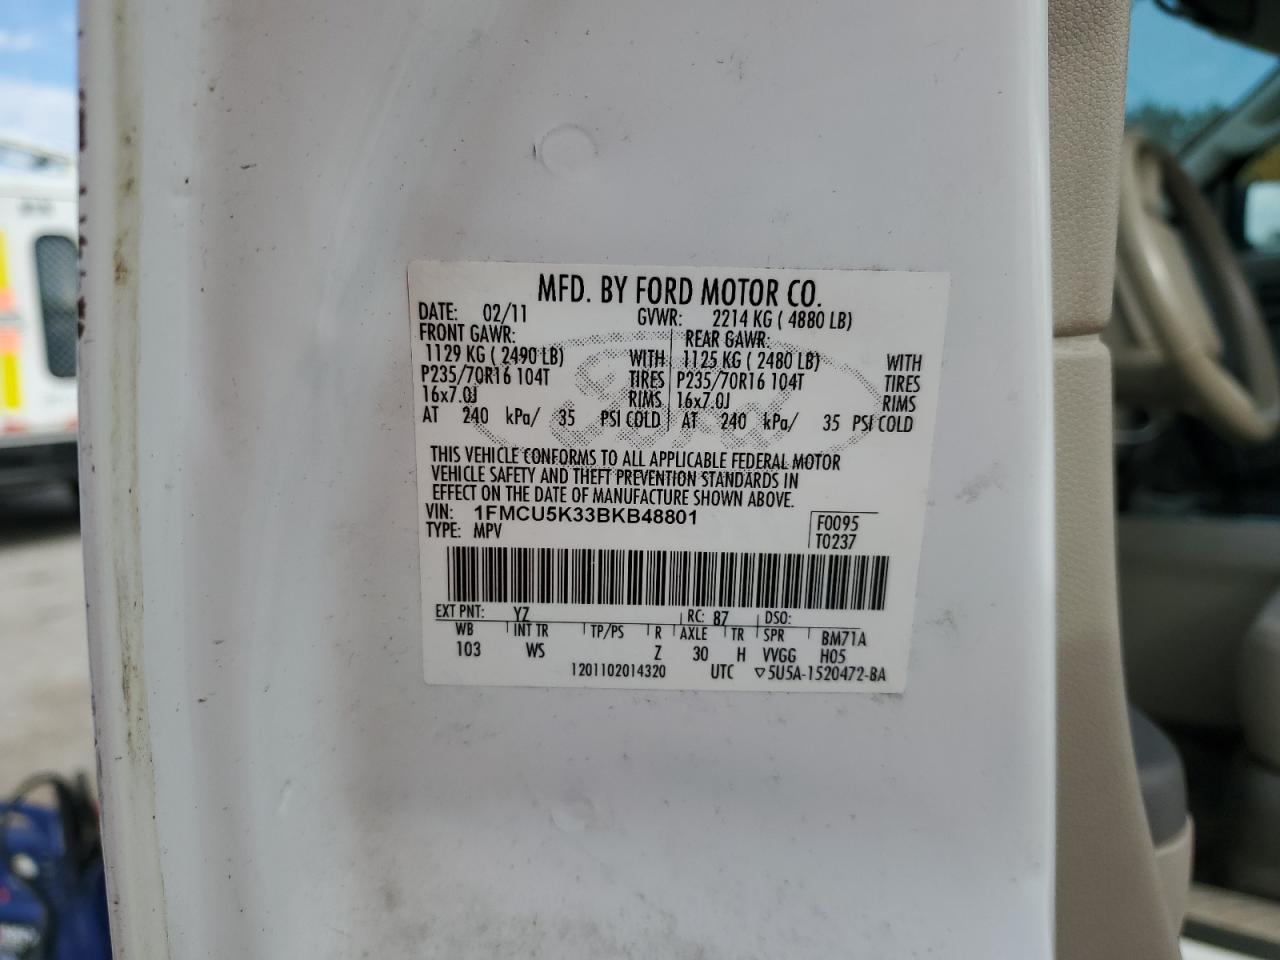 MFD. BY FORD MOTOR CO.
DATE: 02/11 GVWR: 2214 KG ( 4880 LB)
FRONT GAWR: REAR GAWR:
1129 KG ( 2490 LB) WITH 1125 KG ( 2480 LB) WITH
P235/70R16 104T TIRES P235/70R16 104T TIRES
16x7.0J RIMS 16x7.0J RIMS
AT 240 kPa/ 35 PSI COLD AT 240 kPa/ 35 PSI COLD
Ford
THIS VEHICLE CONFORMS TO ALL APPLICABLE FEDERAL MOTOR
VEHICLE SAFETY AND THEFT PREVENTION STANDARDS IN
EFFECT ON THE DATE OF MANUFACTURE SHOWN ABOVE.
VIN: 1FMCU5K33BKB48801 F0095
TYPE: MPV T0237
EXT PNT: YZ RC: 87 DSO:
WB INT TR TP/PS R AXLE TR SPR BM71A
103 WS Z 30 H VVGG H05
1201102014320 UTC ▽5U5A-1520472-BA